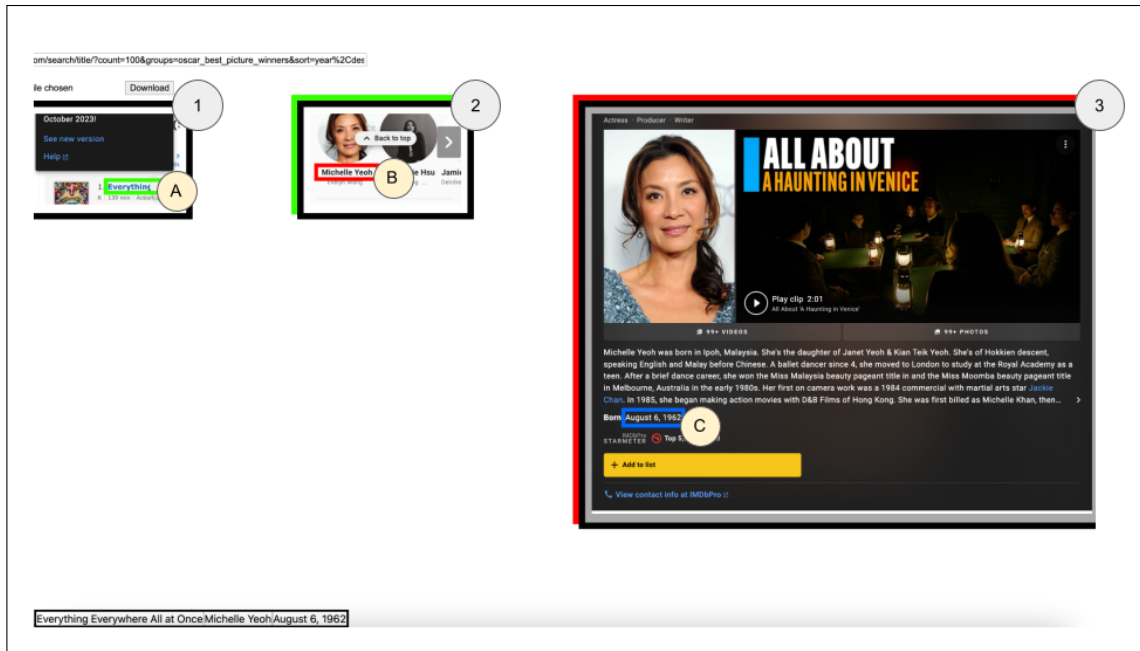 om/search/title/?count=100&groups=oscar_best_picture_winners&sort=year%2Cdes
ile chosen
Download
1
October 2023!
See new version
Help
1. Everything
A
2
Back to top
Michelle Yeoh
ie Hsu
Jamie
Evelyn Wang
B
3
Actress · Producer · Writer
ALL ABOUT
A HAUNTING IN VENICE
Play clip 2:01
All About 'A Haunting in Venice'
99+ VIDEOS
99+ PHOTOS
Michelle Yeoh was born in Ipoh, Malaysia. She's the daughter of Janet Yeoh & Kian Teik Yeoh. She's of Hokkien descent,
speaking English and Malay before Chinese. A ballet dancer since 4, she moved to London to study at the Royal Academy as a
teen. After a brief dance career, she won the Miss Malaysia beauty pageant title in and the Miss Moomba beauty pageant title
in Melbourne, Australia in the early 1980s. Her first on camera work was a 1984 commercial with martial arts star Jackie
Chan. In 1985, she began making action movies with D&B Films of Hong Kong. She was first billed as Michelle Khan, then...
Born August 6, 1962
C
IMDbPro
STARMETER
Top 5,
+ Add to list
View contact info at IMDbPro
Everything Everywhere All at Once Michelle Yeoh August 6, 1962